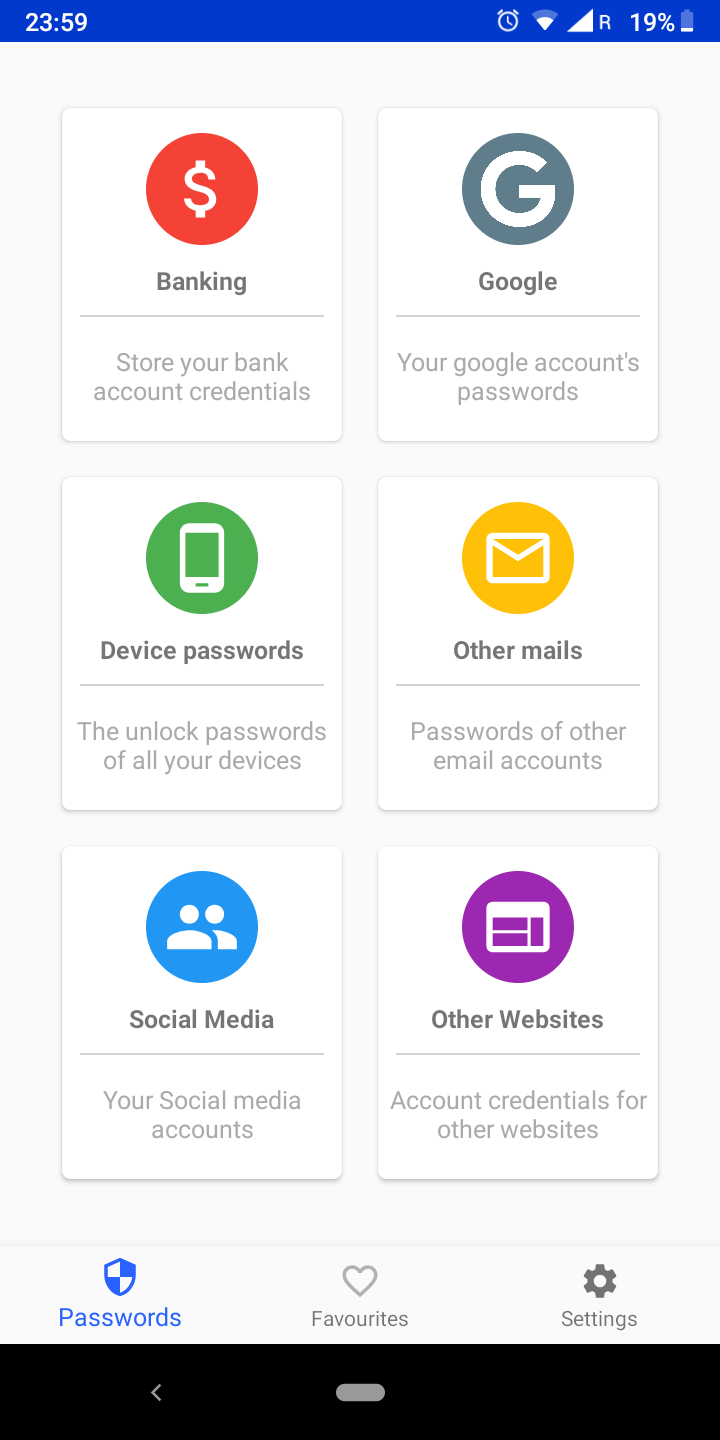 23:59
R 19%
Banking
Store your bank
account credentials
Google
Your google account's
passwords
Device passwords
The unlock passwords
of all your devices
Other mails
Passwords of other
email accounts
Social Media
Your Social media
accounts
Other Websites
Account credentials for
other websites
Passwords
Favourites
Settings